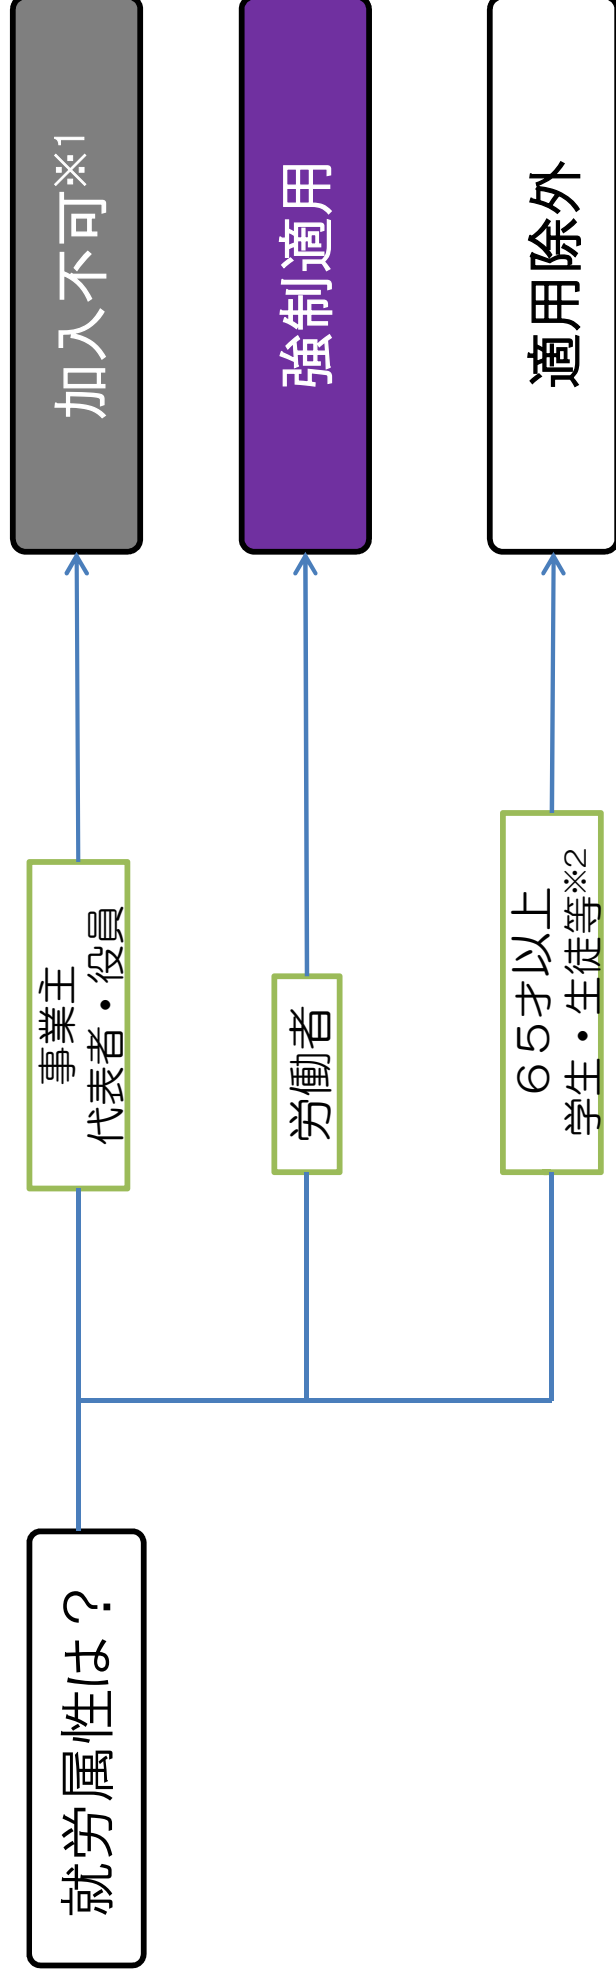 就労属性は？
事業主
代表者・役員
加入不可※1
労働者
強制適用
６５才以上
学生・生徒等※2
適用除外